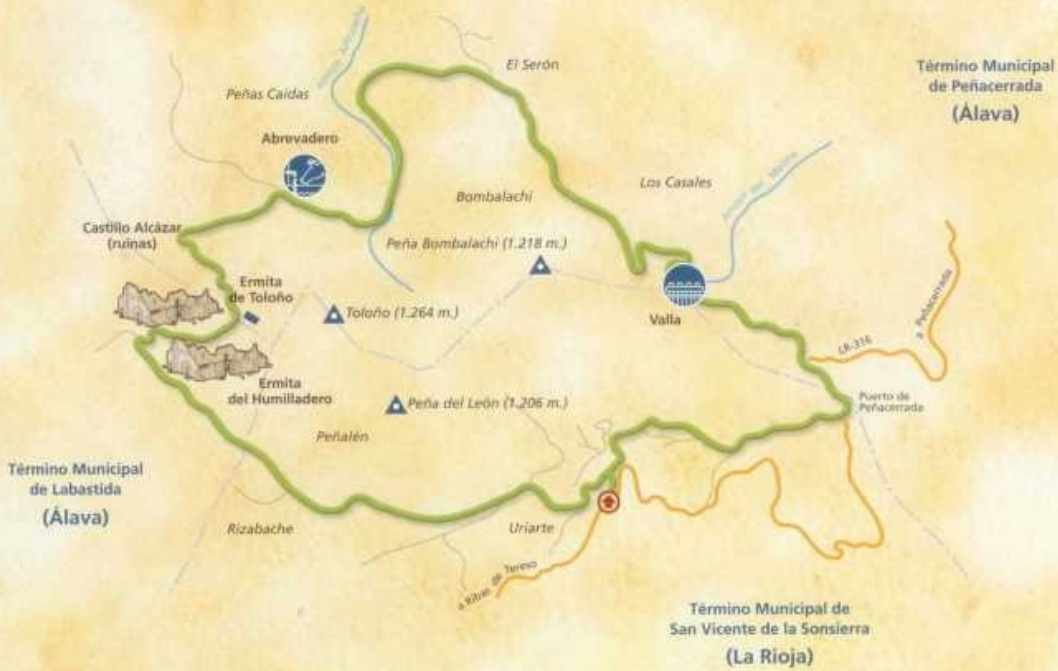 El Serón
Término Municipal
de Peñacerrada
(Álava)
Peñas Caídas
Abrevadero
Bombalachi
Los Casales
Castillo Alcázar
(ruinas)
Peña Bombalachi (1.218 m.)
Ermita
de Toloño
Toloño (1.264 m.)
Valla
LR-316
a Peñacerrada
Puerto de
Peñacerrada
Ermita
del Humilladero
Peña del León (1.206 m.)
Peñalén
Término Municipal
de Labastida
(Álava)
Rizabache
Uriarte
a Ribas de Tereso
Término Municipal de
San Vicente de la Sonsierra
(La Rioja)